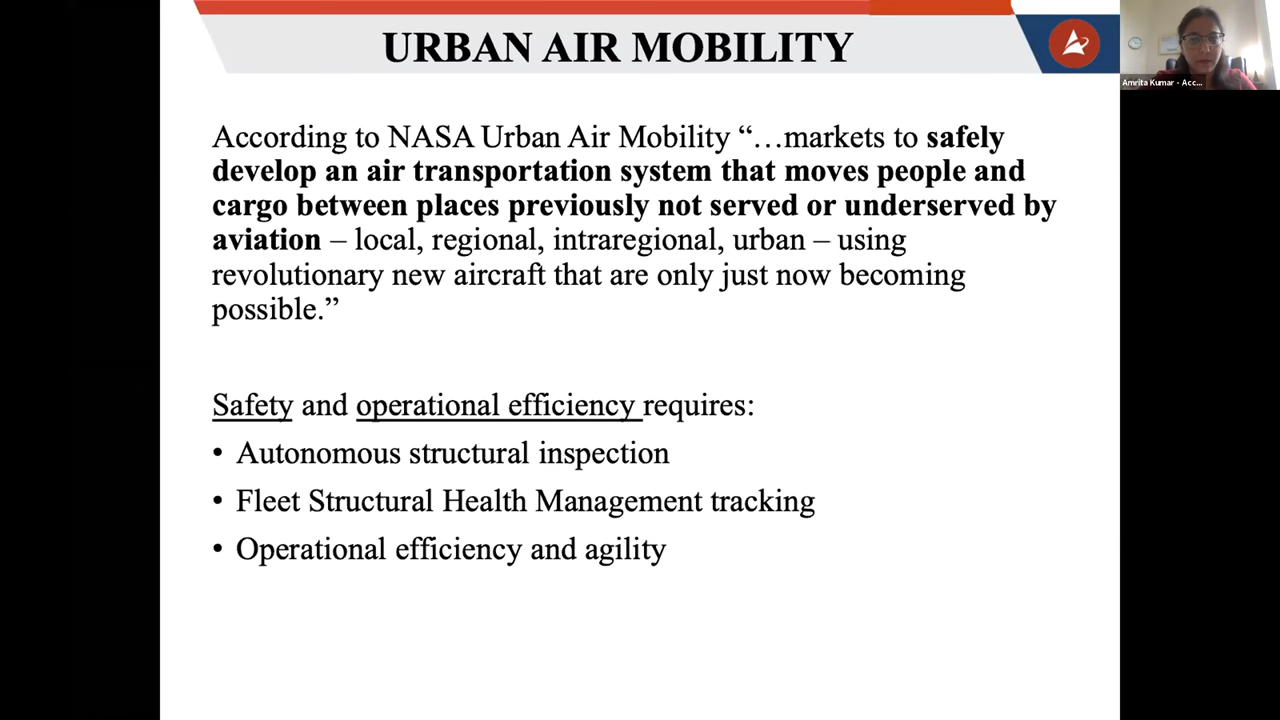 URBAN AIR MOBILITY
Amrita Kumar - Acc...
According to NASA Urban Air Mobility “…markets to safely
develop an air transportation system that moves people and
cargo between places previously not served or underserved by
aviation – local, regional, intraregional, urban – using
revolutionary new aircraft that are only just now becoming
possible.”
Safety and operational efficiency requires:
• Autonomous structural inspection
• Fleet Structural Health Management tracking
• Operational efficiency and agility